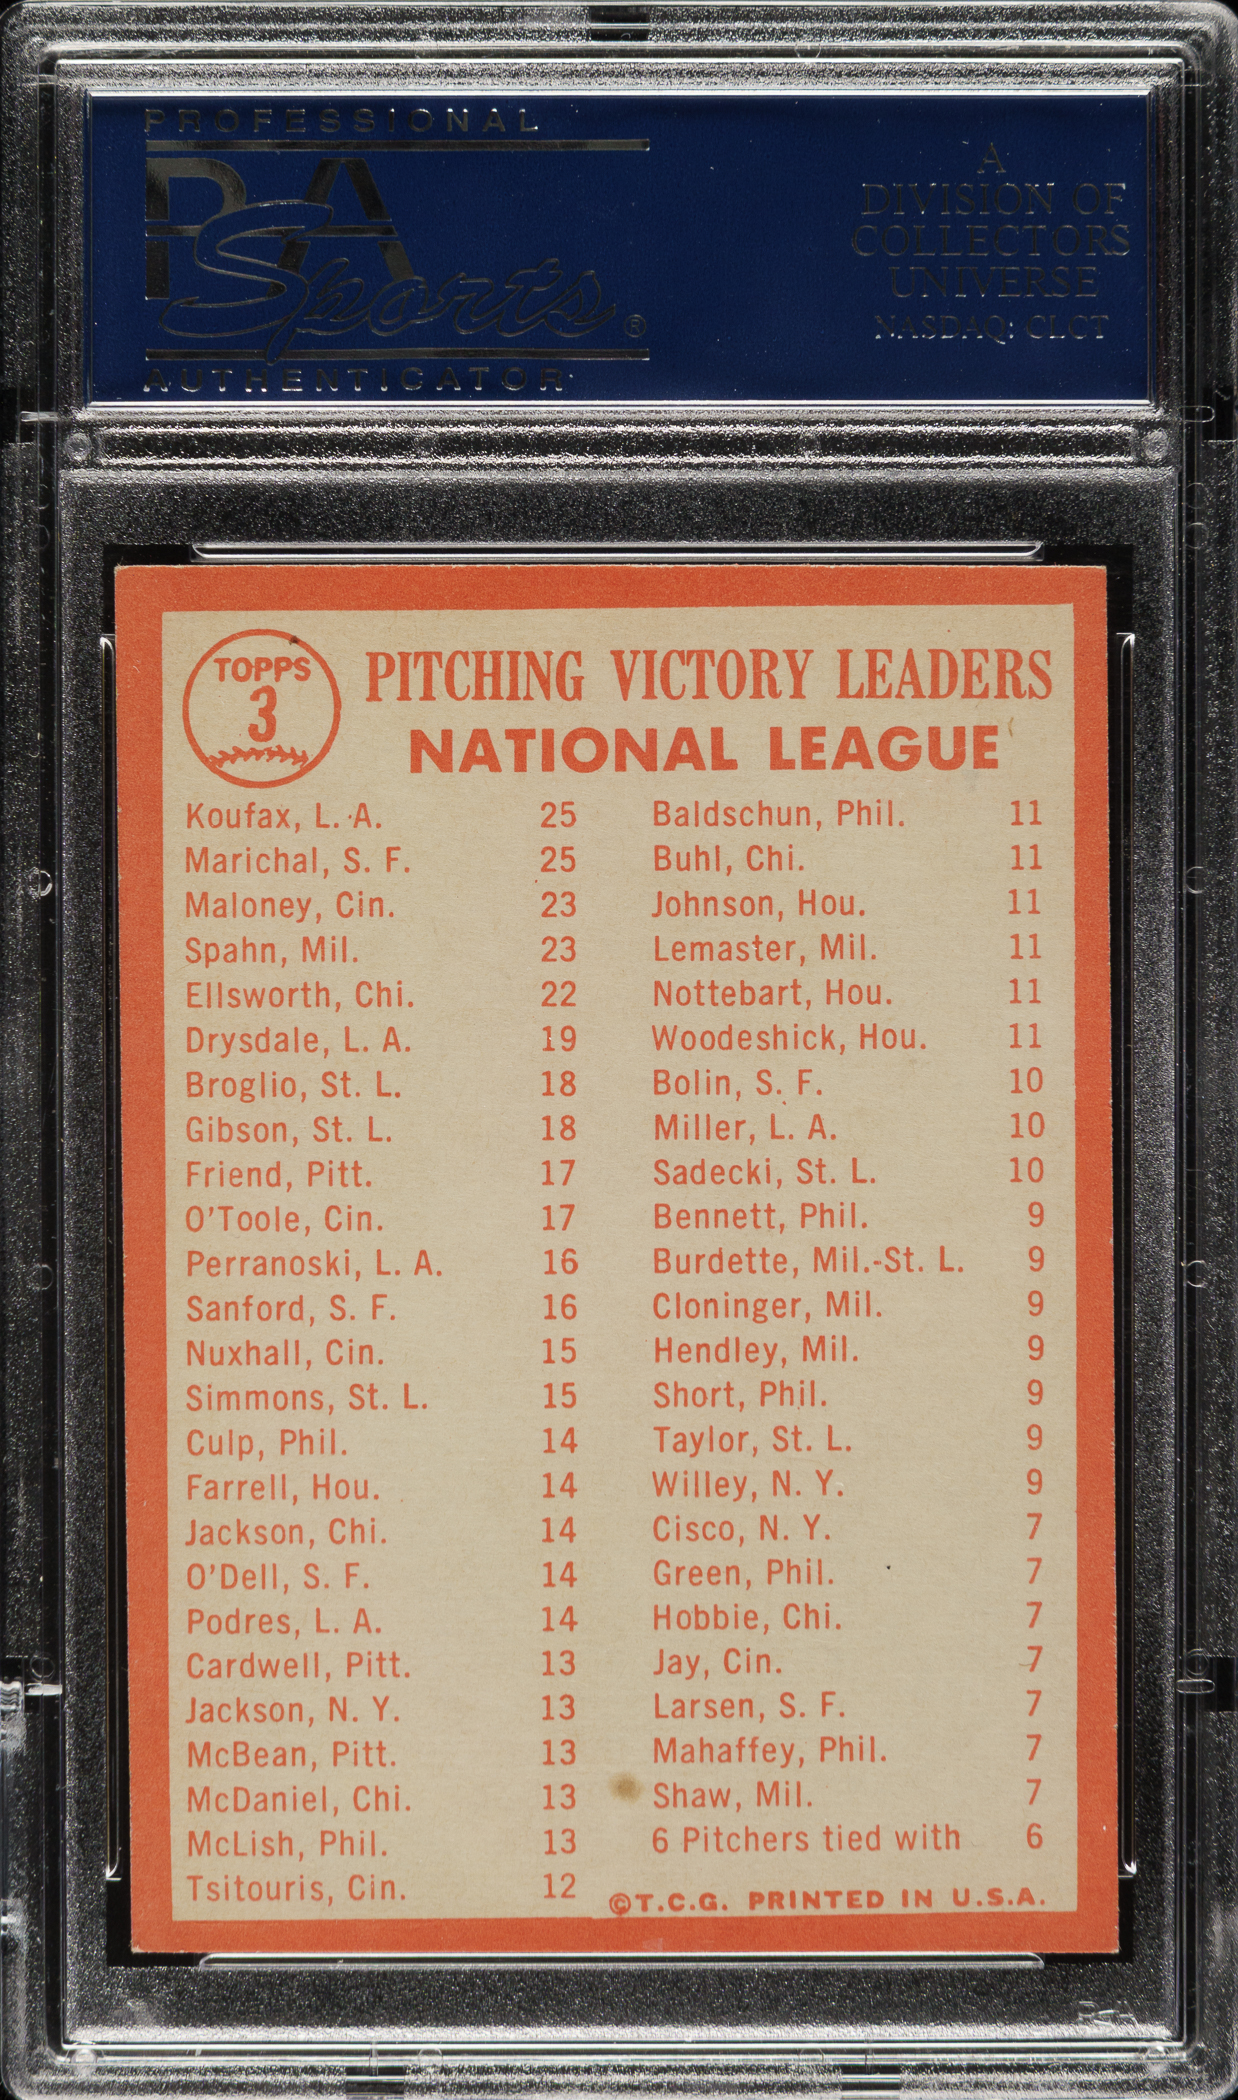 PROFESSIONAL
PSA
Sports®
AUTHENTICATOR
A
DIVISION OF
COLLECTORS
UNIVERSE
NASDAQ: CLCT
TOPPS
3
PITCHING VICTORY LEADERS
NATIONAL LEAGUE
Koufax, L. A. 25
Marichal, S. F. 25
Maloney, Cin. 23
Spahn, Mil. 23
Ellsworth, Chi. 22
Drysdale, L. A. 19
Broglio, St. L. 18
Gibson, St. L. 18
Friend, Pitt. 17
O'Toole, Cin. 17
Perranoski, L. A. 16
Sanford, S. F. 16
Nuxhall, Cin. 15
Simmons, St. L. 15
Culp, Phil. 14
Farrell, Hou. 14
Jackson, Chi. 14
O'Dell, S. F. 14
Podres, L. A. 14
Cardwell, Pitt. 13
Jackson, N. Y. 13
McBean, Pitt. 13
McDaniel, Chi. 13
McLish, Phil. 13
Tsitouris, Cin. 12
Baldschun, Phil. 11
Buhl, Chi. 11
Johnson, Hou. 11
Lemaster, Mil. 11
Nottebart, Hou. 11
Woodeshick, Hou. 11
Bolin, S. F. 10
Miller, L. A. 10
Sadecki, St. L. 10
Bennett, Phil. 9
Burdette, Mil.-St. L. 9
Cloninger, Mil. 9
Hendley, Mil. 9
Short, Phil. 9
Taylor, St. L. 9
Willey, N. Y. 9
Cisco, N. Y. 7
Green, Phil. 7
Hobbie, Chi. 7
Jay, Cin. 7
Larsen, S. F. 7
Mahaffey, Phil. 7
Shaw, Mil. 7
6 Pitchers tied with 6
©T.C.G. PRINTED IN U.S.A.
PSA